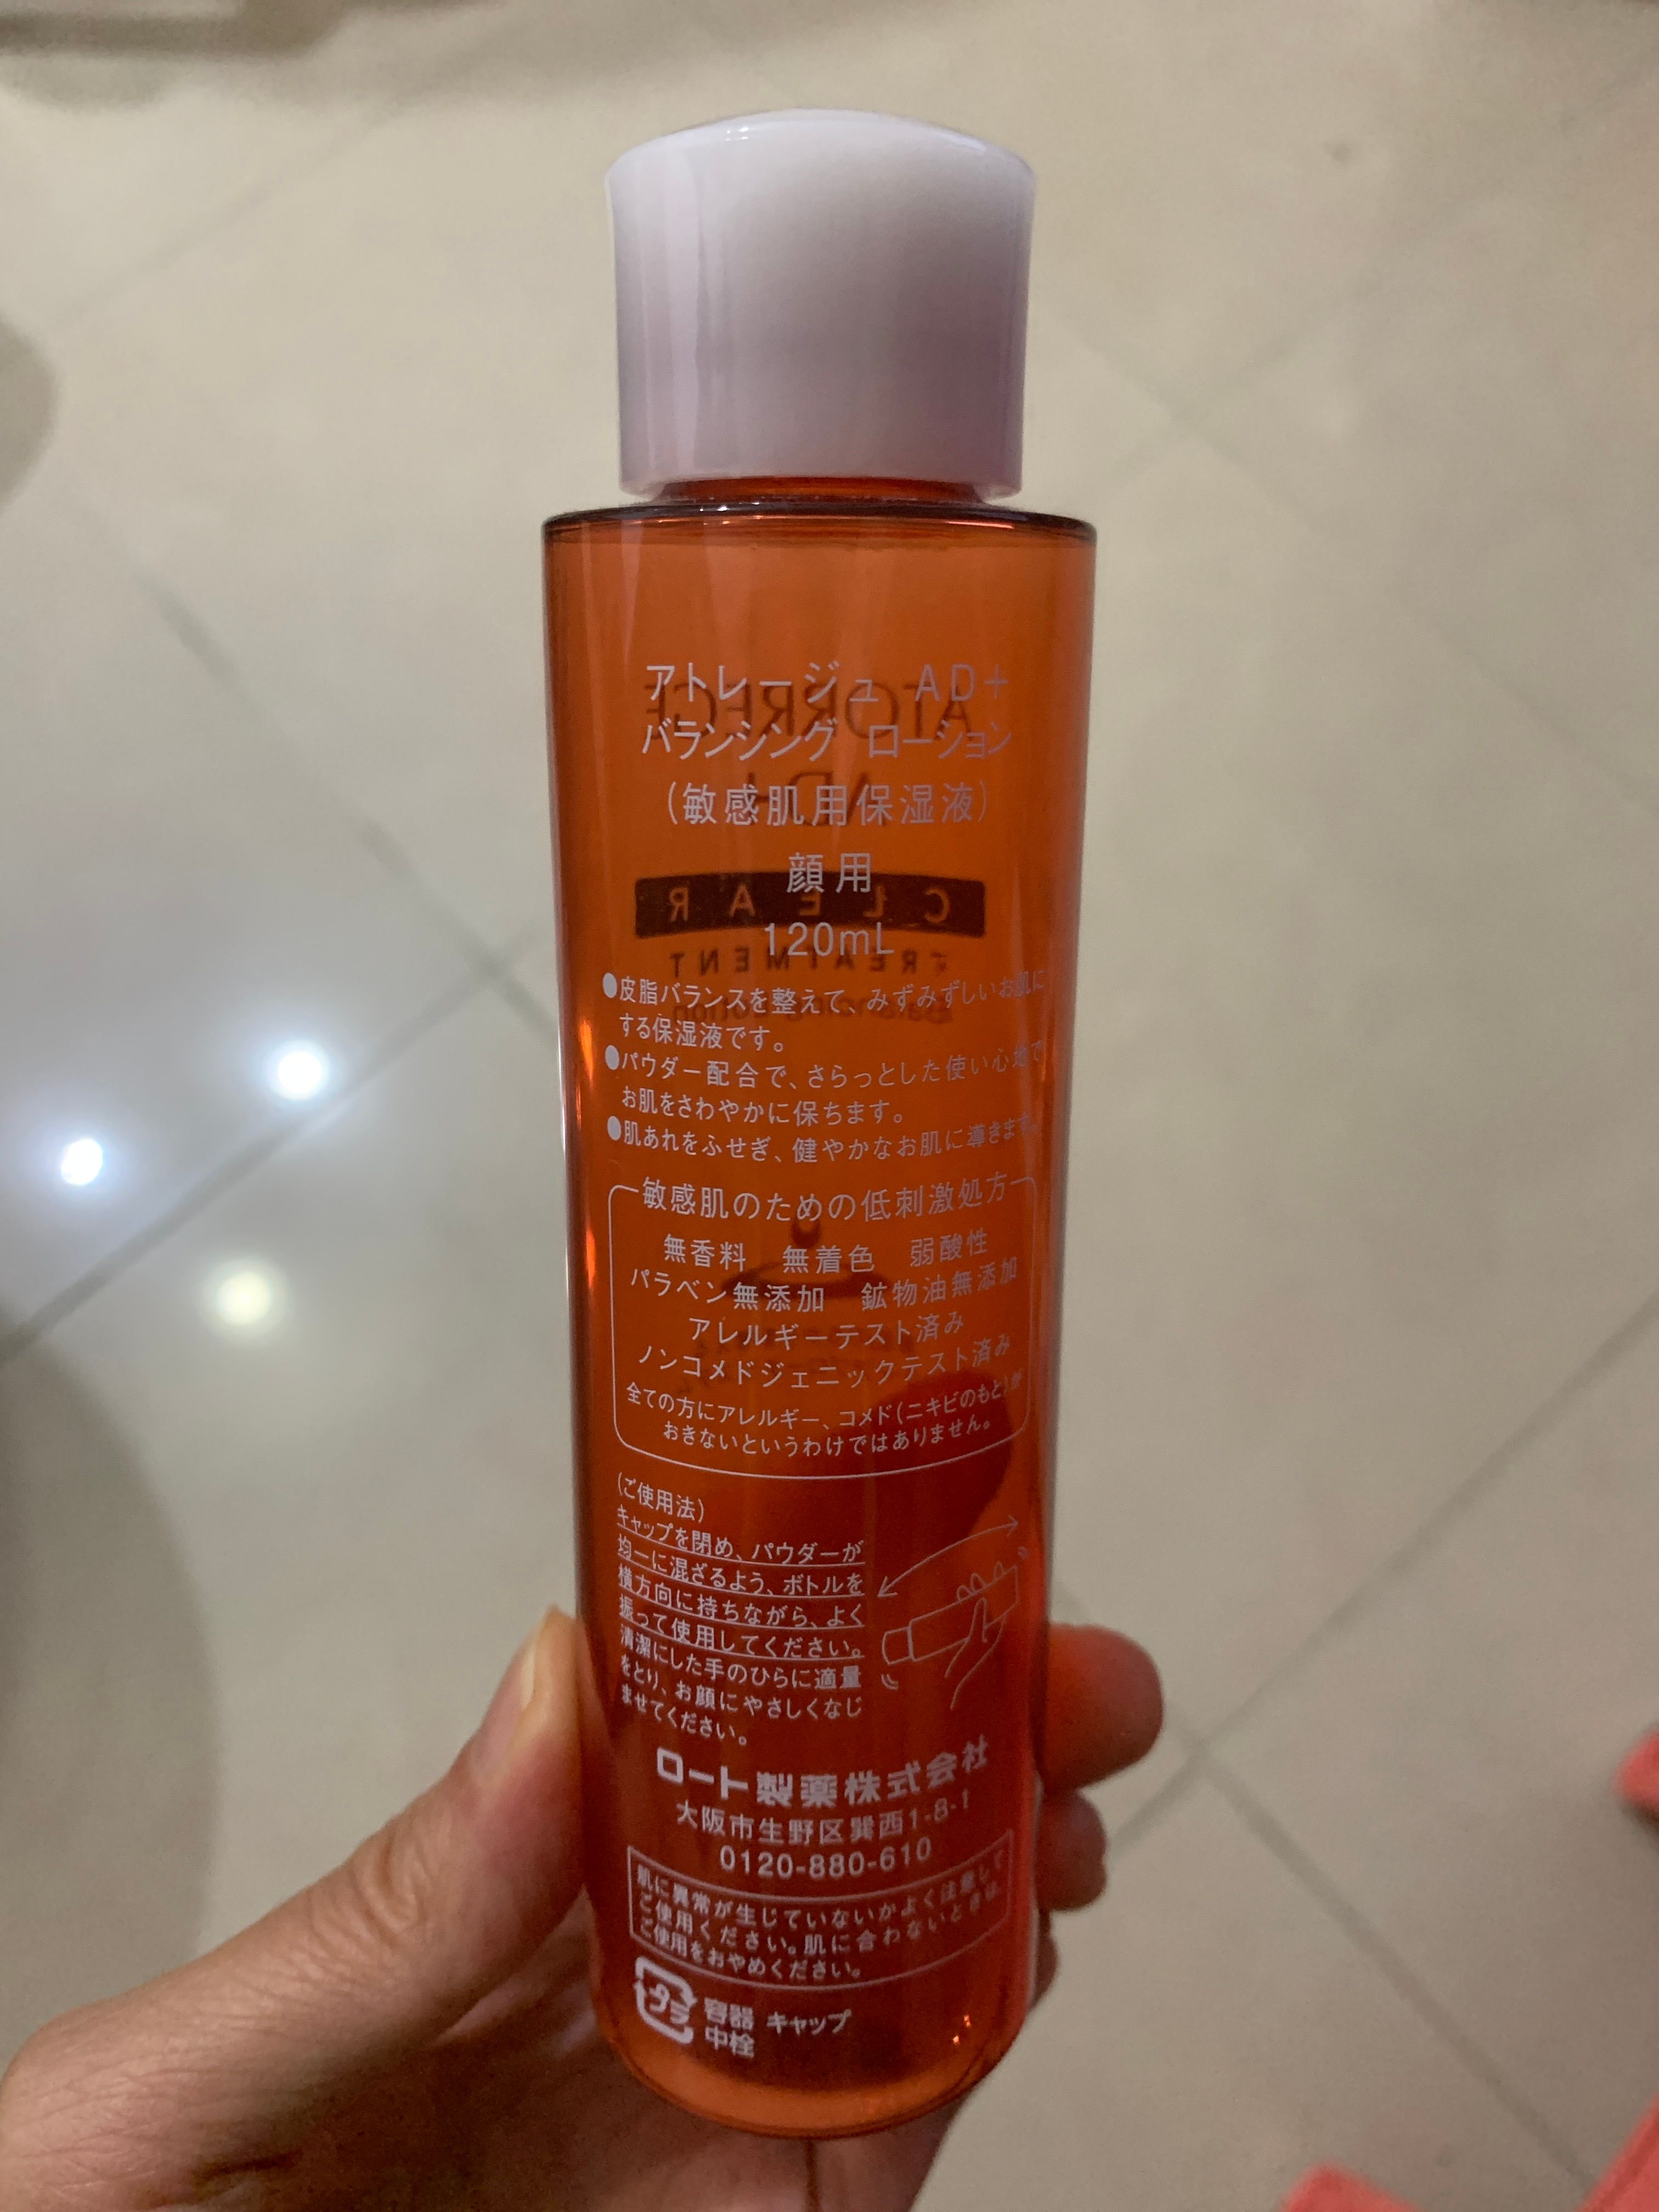 アトレージュ AD+
バランシング ローション
(敏感肌用保湿液)
顔用
120mL
●皮脂バランスを整えて、みずみずしいお肌に
する保湿液です。
●パウダー配合で、さらっとした使い心地で
お肌をさわやかに保ちます。
●肌あれをふせぎ、健やかなお肌に導きます。
敏感肌のための低刺激処方
無香料 無着色 弱酸性
パラベン無添加 鉱物油無添加
アレルギーテスト済み
ノンコメドジェニックテスト済み
全ての方にアレルギー、コメド(ニキビのもと)が
おきないというわけではありません。
(ご使用法)
キャップを閉め、パウダーが
均一に混ざるよう、ボトルを
横方向に持ちながら、よく
振って使用してください。
清潔にした手のひらに適量
をとり、お顔にやさしくなじ
ませてください。
ロート製薬株式会社
大阪市生野区巽西1-8-1
0120-880-610
肌に異常が生じていないかよく注意して
ご使用ください。肌に合わないときは、
ご使用をおやめください。
プラ 容器 キャップ
中栓
ATORREGE
AD+
CLEAR
TREATMENT
Balancing Lotion